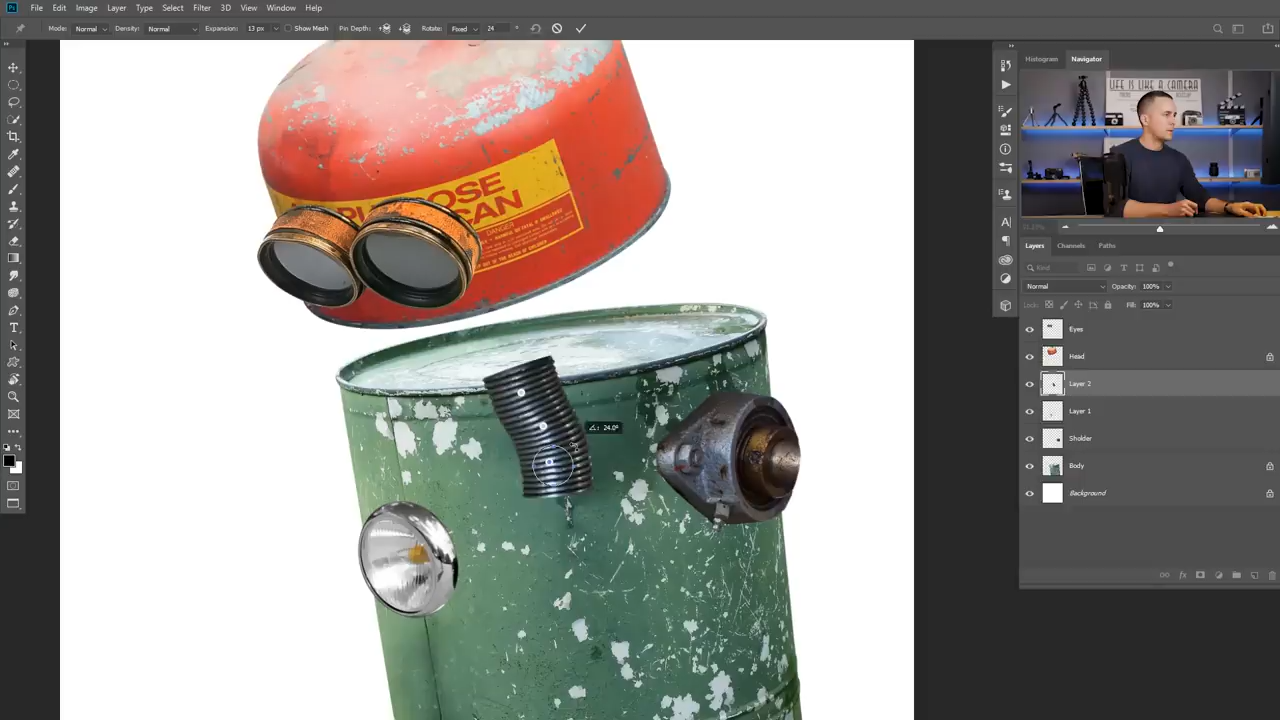 File Edit Image Layer Type Select Filter 3D View Window Help
Mode: Normal Density: Normal Expansion: 13 px Show Mesh Pin Depth: Rotate: Fixed 24
Histogram Navigator
LIFE IS LIKE A CAMERA
OSE
CAN
DANGER
Layers Channels Paths
Kind
Normal Opacity: 100%
Lock: Fill: 100%
Eyes
Head
Layer 2
Layer 1
Sholder
Body
Background
24.0°